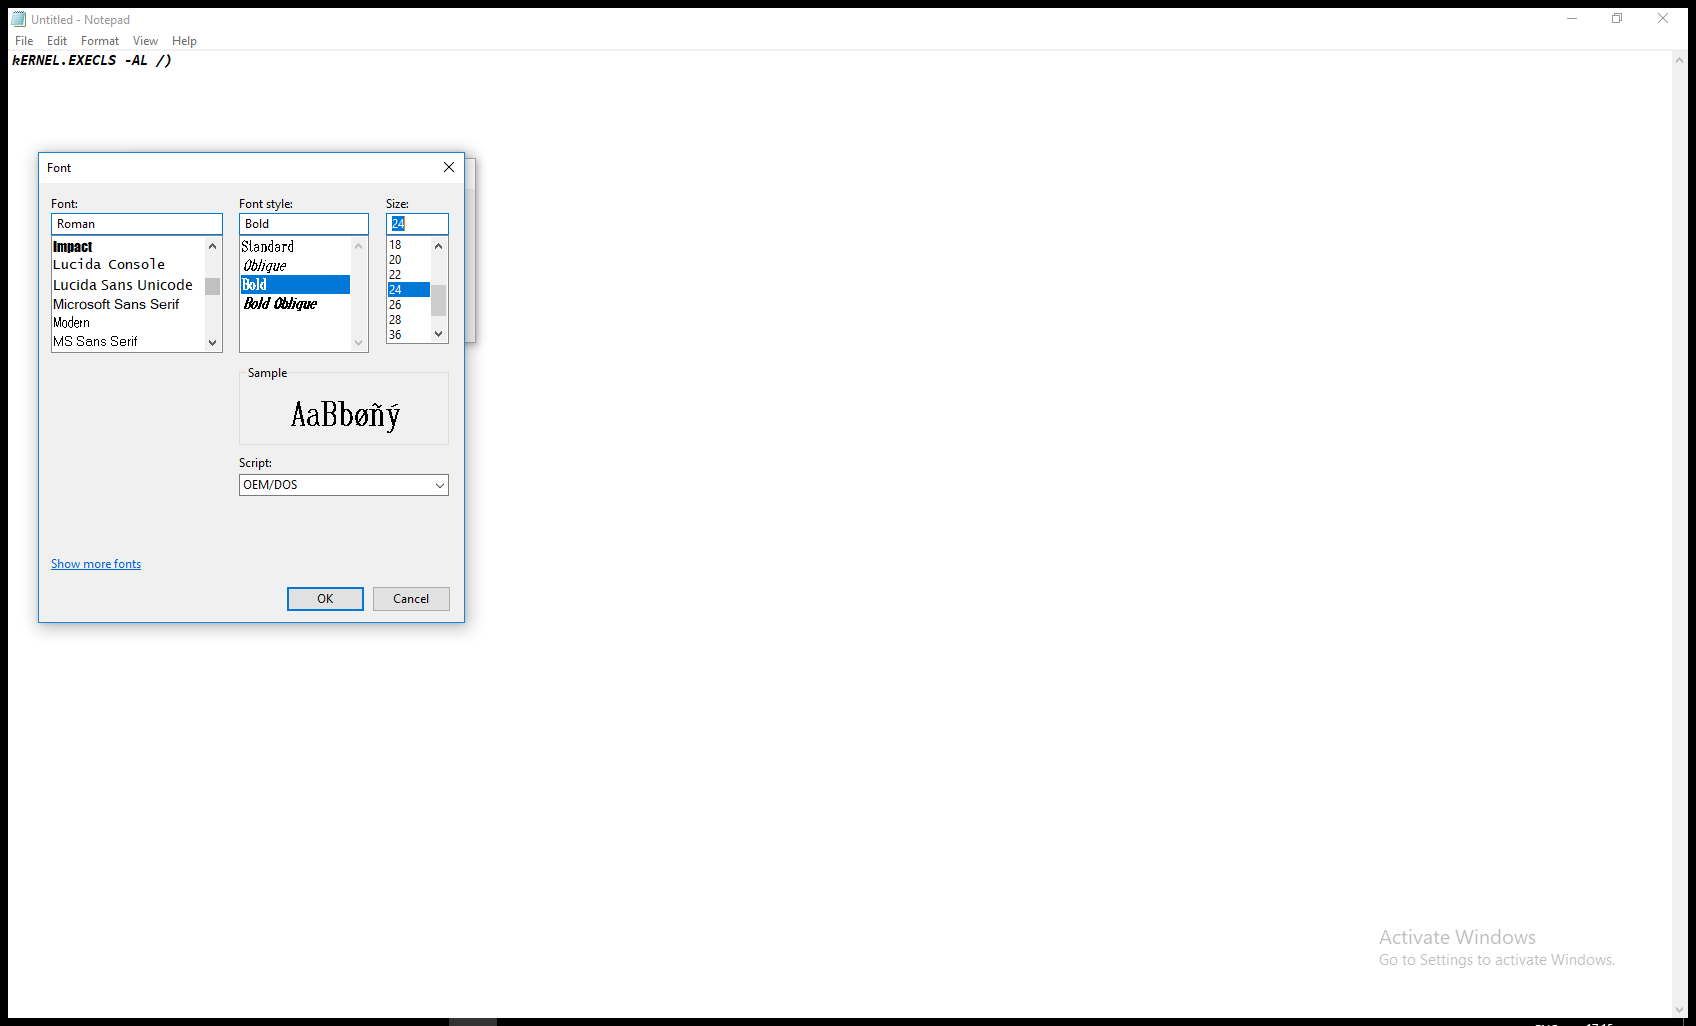 Untitled - Notepad
File Edit Format View Help
kERNEL.EXECLS -AL /)
Font
Font:
Roman
Impact
Lucida Console
Lucida Sans Unicode
Microsoft Sans Serif
Modern
MS Sans Serif
Font style:
Bold
Standard
Oblique
Bold
Bold Oblique
Size:
24
18
20
22
24
26
28
36
Sample
AaBbøñý
Script:
OEM/DOS
Show more fonts
OK Cancel
Activate Windows
Go to Settings to activate Windows.